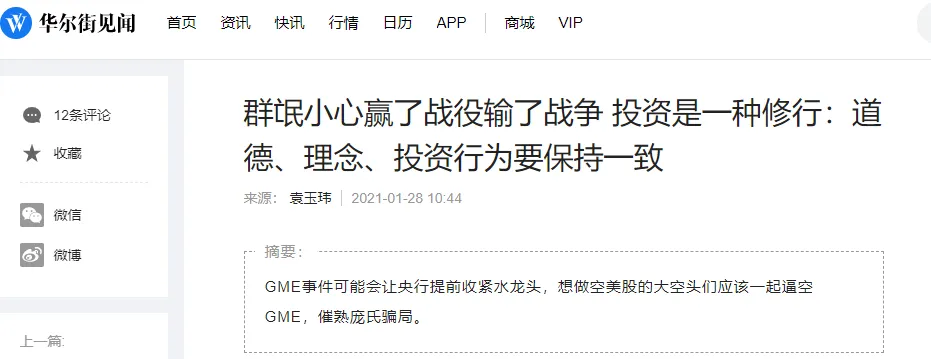 华尔街见闻 首页 资讯 快讯 行情 日历 APP 商城 VIP
12条评论
收藏
微信
微博
上一篇:
群氓小心赢了战役输了战争 投资是一种修行：道
德、理念、投资行为要保持一致
来源： 袁玉玮 2021-01-28 10:44
摘要：
GME事件可能会让央行提前收紧水龙头，想做空美股的大空头们应该一起逼空
GME，催熟庞氏骗局。